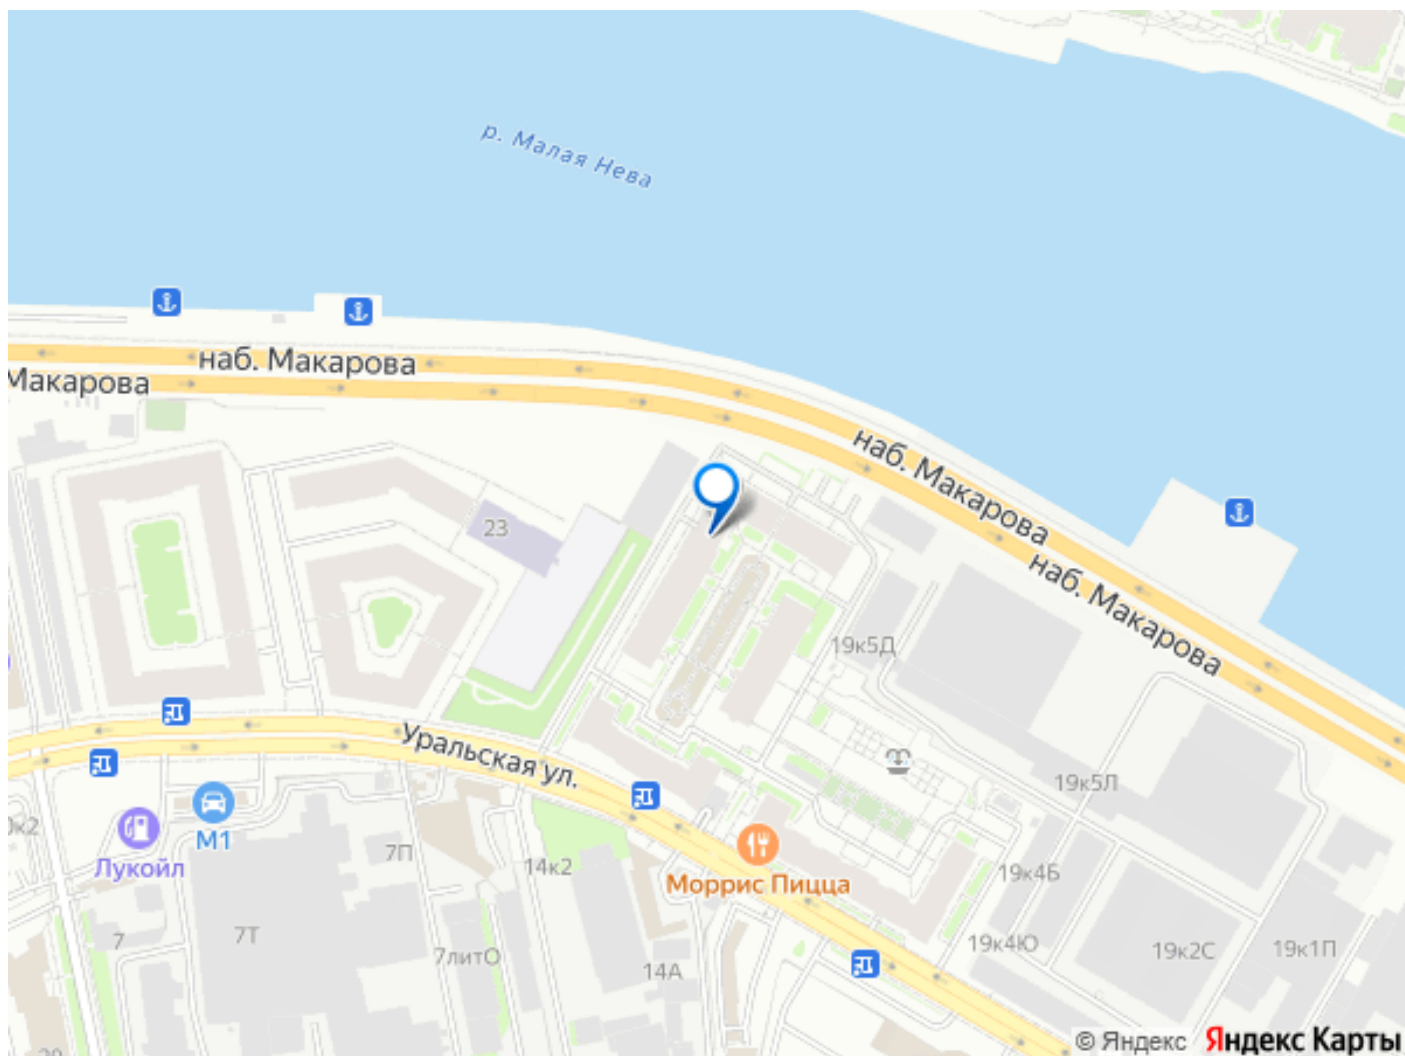 р. Малая Нева
наб. Макарова
Макарова
наб. Макарова
наб. Макарова
23
19к5Д
Уральская ул.
19к5Л
М1
Лукойл
7П
14к2
Моррис Пицца
19к4Б
7
7Т
7литО
14А
19к4Ю
19к2С
19к1П
© Яндекс Яндекс Карты